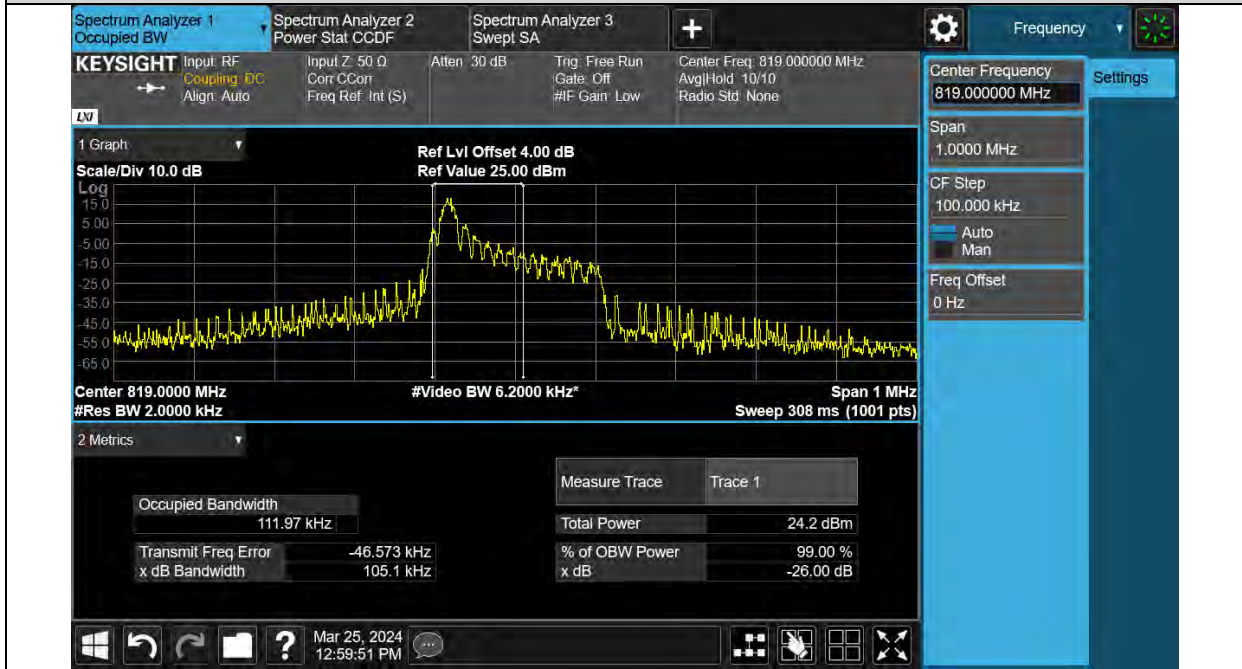 Spectrum Analyzer 1
Occupied BW
Spectrum Analyzer 2
Power Stat CCDF
Spectrum Analyzer 3
Swept SA
Frequency
KEYSIGHT
Input: RF
Coupling: DC
Align: Auto
Input Z: 50 Ω
Corr CCorr
Freq Ref: Int (S)
Atten: 30 dB
Trig: Free Run
Gate: Off
#IF Gain: Low
Center Freq: 819.000000 MHz
Avg|Hold: 10/10
Radio Std: None
LXI
Center Frequency
819.000000 MHz
Settings
Span
1.0000 MHz
CF Step
100.000 kHz
Auto
Man
Freq Offset
0 Hz
1 Graph
Scale/Div 10.0 dB
Ref Lvl Offset 4.00 dB
Ref Value 25.00 dBm
Log
15.0
5.00
-5.00
-15.0
-25.0
-35.0
-45.0
-55.0
-65.0
Center 819.0000 MHz
#Video BW 6.2000 kHz*
Span 1 MHz
#Res BW 2.0000 kHz
Sweep 308 ms (1001 pts)
2 Metrics
Measure Trace
Trace 1
Occupied Bandwidth
111.97 kHz
Total Power
24.2 dBm
Transmit Freq Error
-46.573 kHz
% of OBW Power
99.00 %
x dB Bandwidth
105.1 kHz
x dB
-26.00 dB
?
Mar 25, 2024
12:59:51 PM